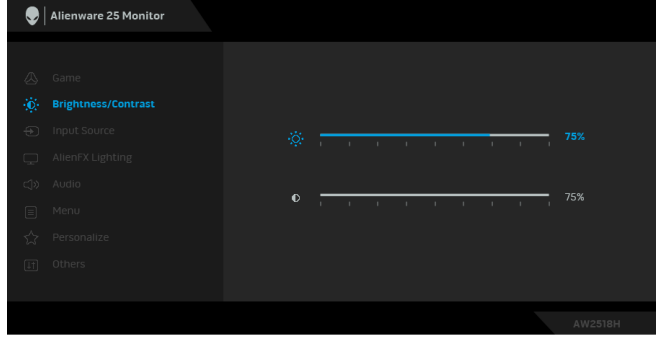 Alienware 25 Monitor
Game
Brightness/Contrast
Input Source
AlienFX Lighting
Audio
Menu
Personalize
Others
75%
75%
AW2518H